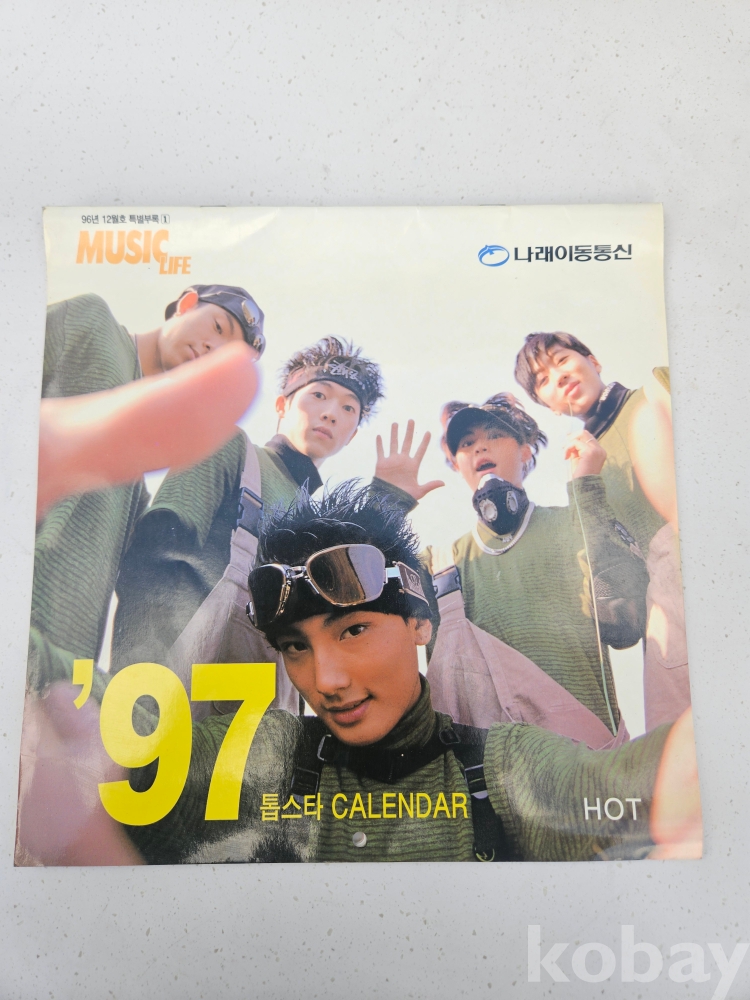 96년 12월호 특별부록 1
MUSIC LIFE
나래이동통신
'97
톱스타 CALENDAR
HOT
kobay